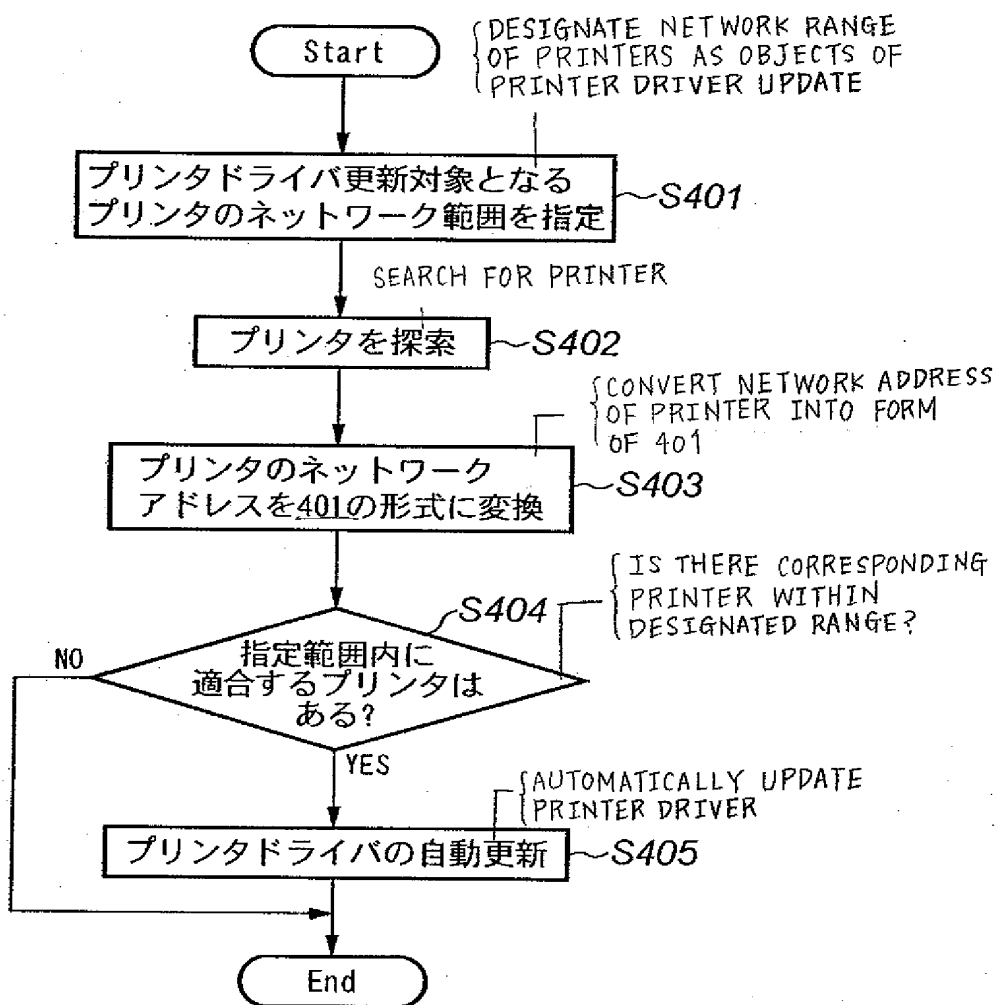 Start
DESIGNATE NETWORK RANGE
OF PRINTERS AS OBJECTS OF
PRINTER DRIVER UPDATE
プリンタドライバ更新対象となる
プリンタのネットワーク範囲を指定
S401
SEARCH FOR PRINTER
プリンタを探索
S402
CONVERT NETWORK ADDRESS
OF PRINTER INTO FORM
OF 401
プリンタのネットワーク
アドレスを401の形式に変換
S403
IS THERE CORRESPONDING
PRINTER WITHIN
DESIGNATED RANGE?
S404
指定範囲内に
適合するプリンタは
ある?
NO
YES
AUTOMATICALLY UPDATE
PRINTER DRIVER
プリンタドライバの自動更新
S405
End